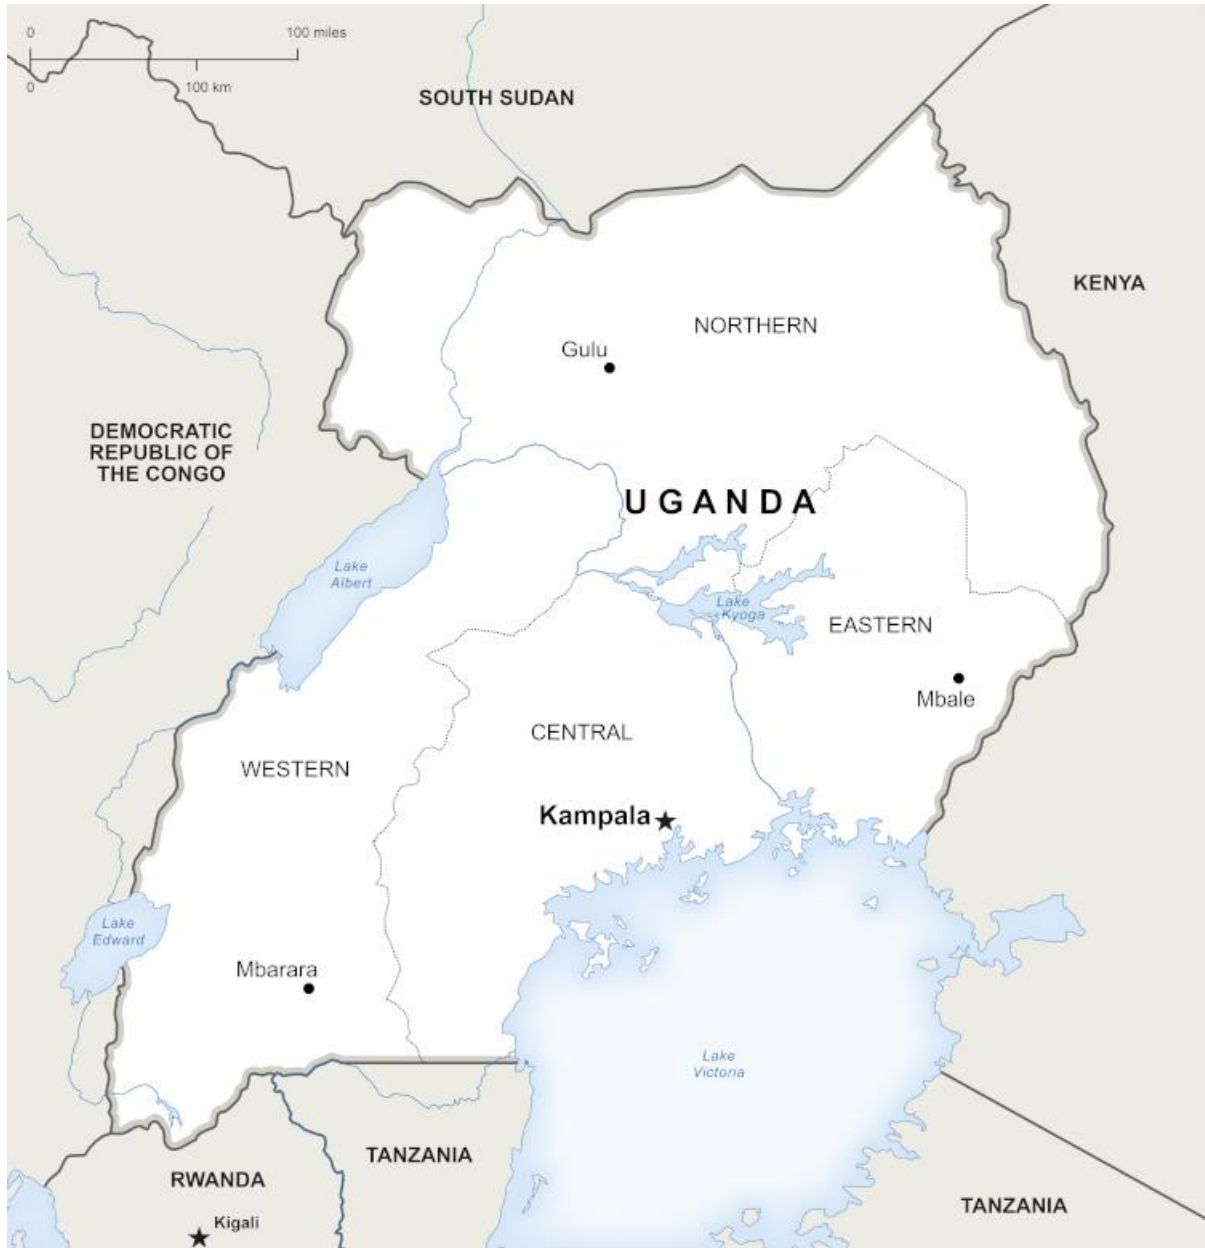 0
100 miles
0
100 km
SOUTH SUDAN
KENYA
NORTHERN
Gulu
DEMOCRATIC
REPUBLIC OF
THE CONGO
UGANDA
Lake
Albert
Lake
Kyoga
EASTERN
Mbale
CENTRAL
WESTERN
Kampala
Lake
Edward
Mbarara
Lake
Victoria
TANZANIA
RWANDA
TANZANIA
Kigali